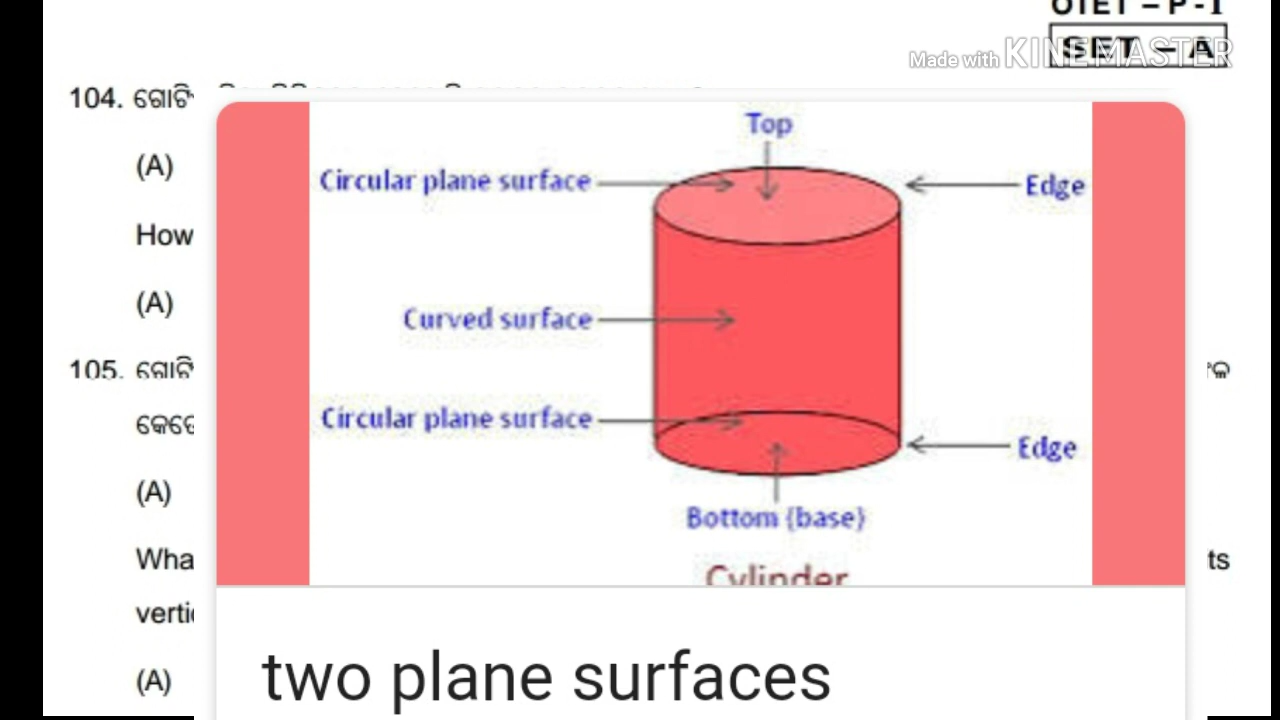 OTET – P - I
SET – A
Made with KINEMASTER
104. ଗୋଟି
(A)
How
(A)
105. ଗୋଟି
(A)
Wha
ts
(A)
Top
Circular plane surface
Edge
Curved surface
Circular plane surface
Edge
Bottom (base)
Cylinder
two plane surfaces